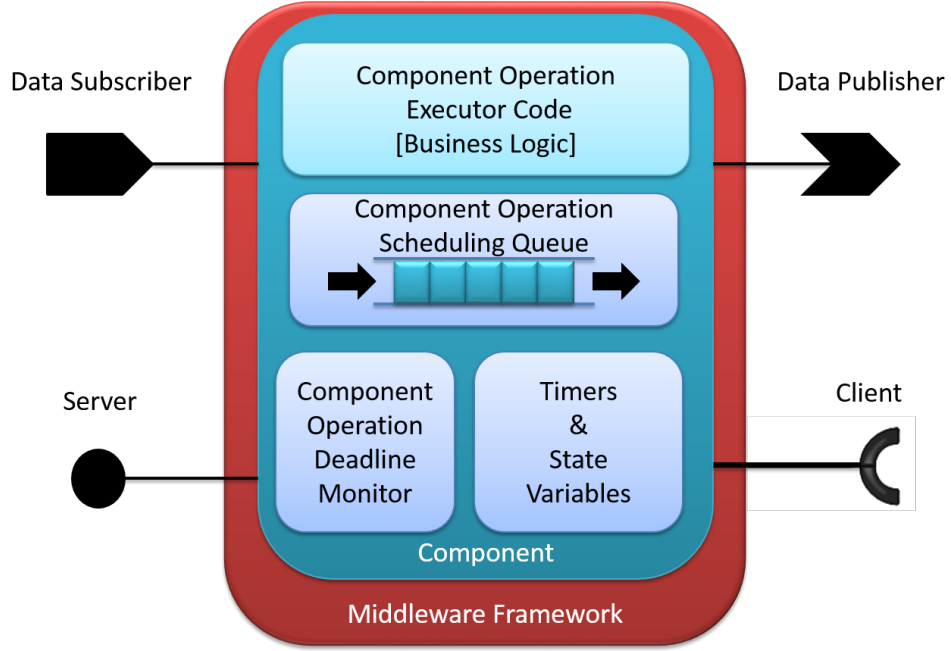 Data Subscriber
Component Operation
Executor Code
[Business Logic]
Data Publisher
Component Operation
Scheduling Queue
Server
Component
Operation
Deadline
Monitor
Timers
&
State
Variables
Client
Component
Middleware Framework